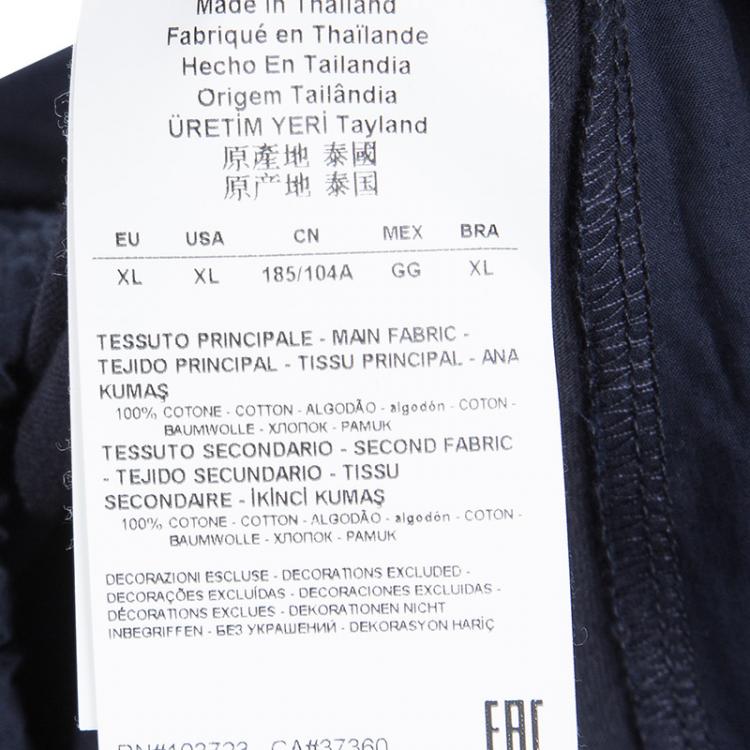 Made in Thailand
Fabriqué en Thaïlande
Hecho En Tailandia
Origem Tailândia
ÜRETİM YERİ Tayland
原產地 泰國
原产地 泰国
EU USA CN MEX BRA
XL XL 185/104A GG XL
TESSUTO PRINCIPALE - MAIN FABRIC -
TEJIDO PRINCIPAL - TISSU PRINCIPAL - ANA
KUMAŞ
100% COTONE - COTTON - ALGODÃO - algodón - COTON -
BAUMWOLLE - ХЛОПОК - PAMUK
TESSUTO SECONDARIO - SECOND FABRIC
- TEJIDO SECUNDARIO - TISSU
SECONDAIRE - İKİNCİ KUMAŞ
100% COTONE - COTTON - ALGODÃO - algodón - COTON -
BAUMWOLLE - ХЛОПОК - PAMUK
DECORAZIONI ESCLUSE - DECORATIONS EXCLUDED -
DECORAÇÕES EXCLUÍDAS - DECORACIONES EXCLUIDAS -
DÉCORATIONS EXCLUES - DEKORATIONEN NICHT
INBEGRIFFEN - БЕЗ УКРАШЕНИЙ - DEKORASYON HARİÇ
RN#102723 CA#37360
EAC